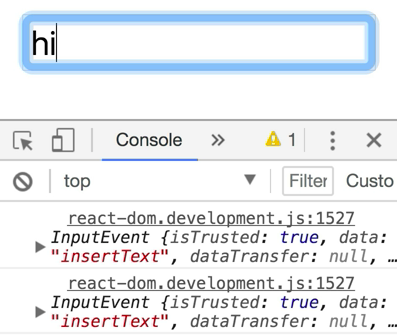 hi
Console » 1
top Filter Custo
react-dom.development.js:1527
InputEvent {isTrusted: true, data:
"insertText", dataTransfer: null, …
react-dom.development.js:1527
InputEvent {isTrusted: true, data:
"insertText", dataTransfer: null, …